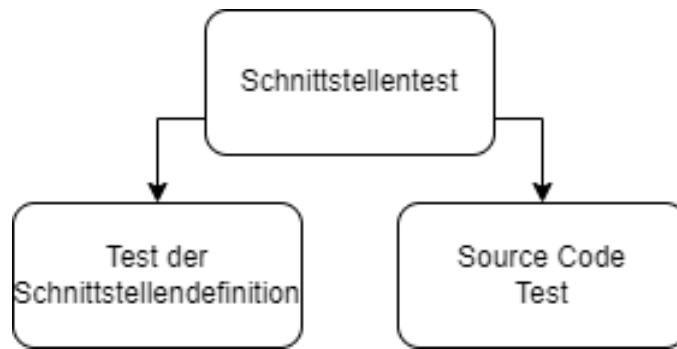 Schnittstellentest
Test der
Schnittstellendefinition
Source Code
Test